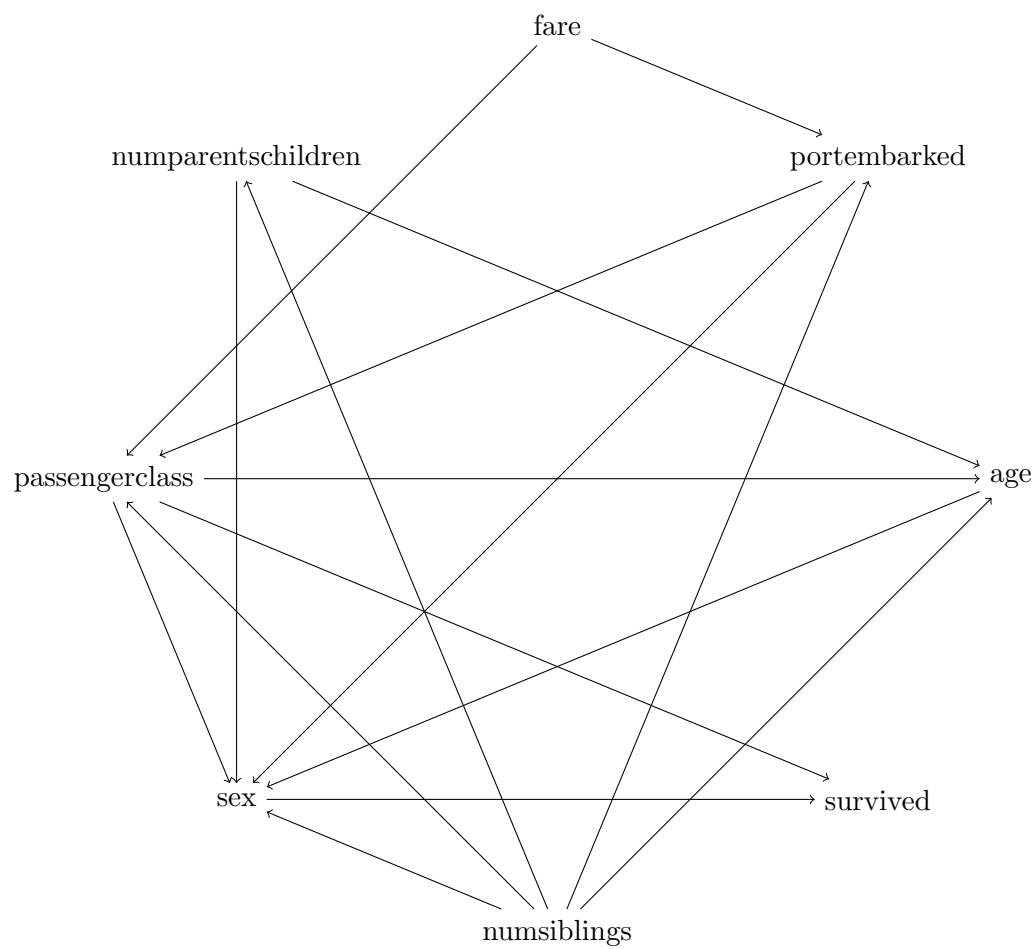 fare
numparentschildren
portembarked
passengerclass
age
sex
survived
numsiblings